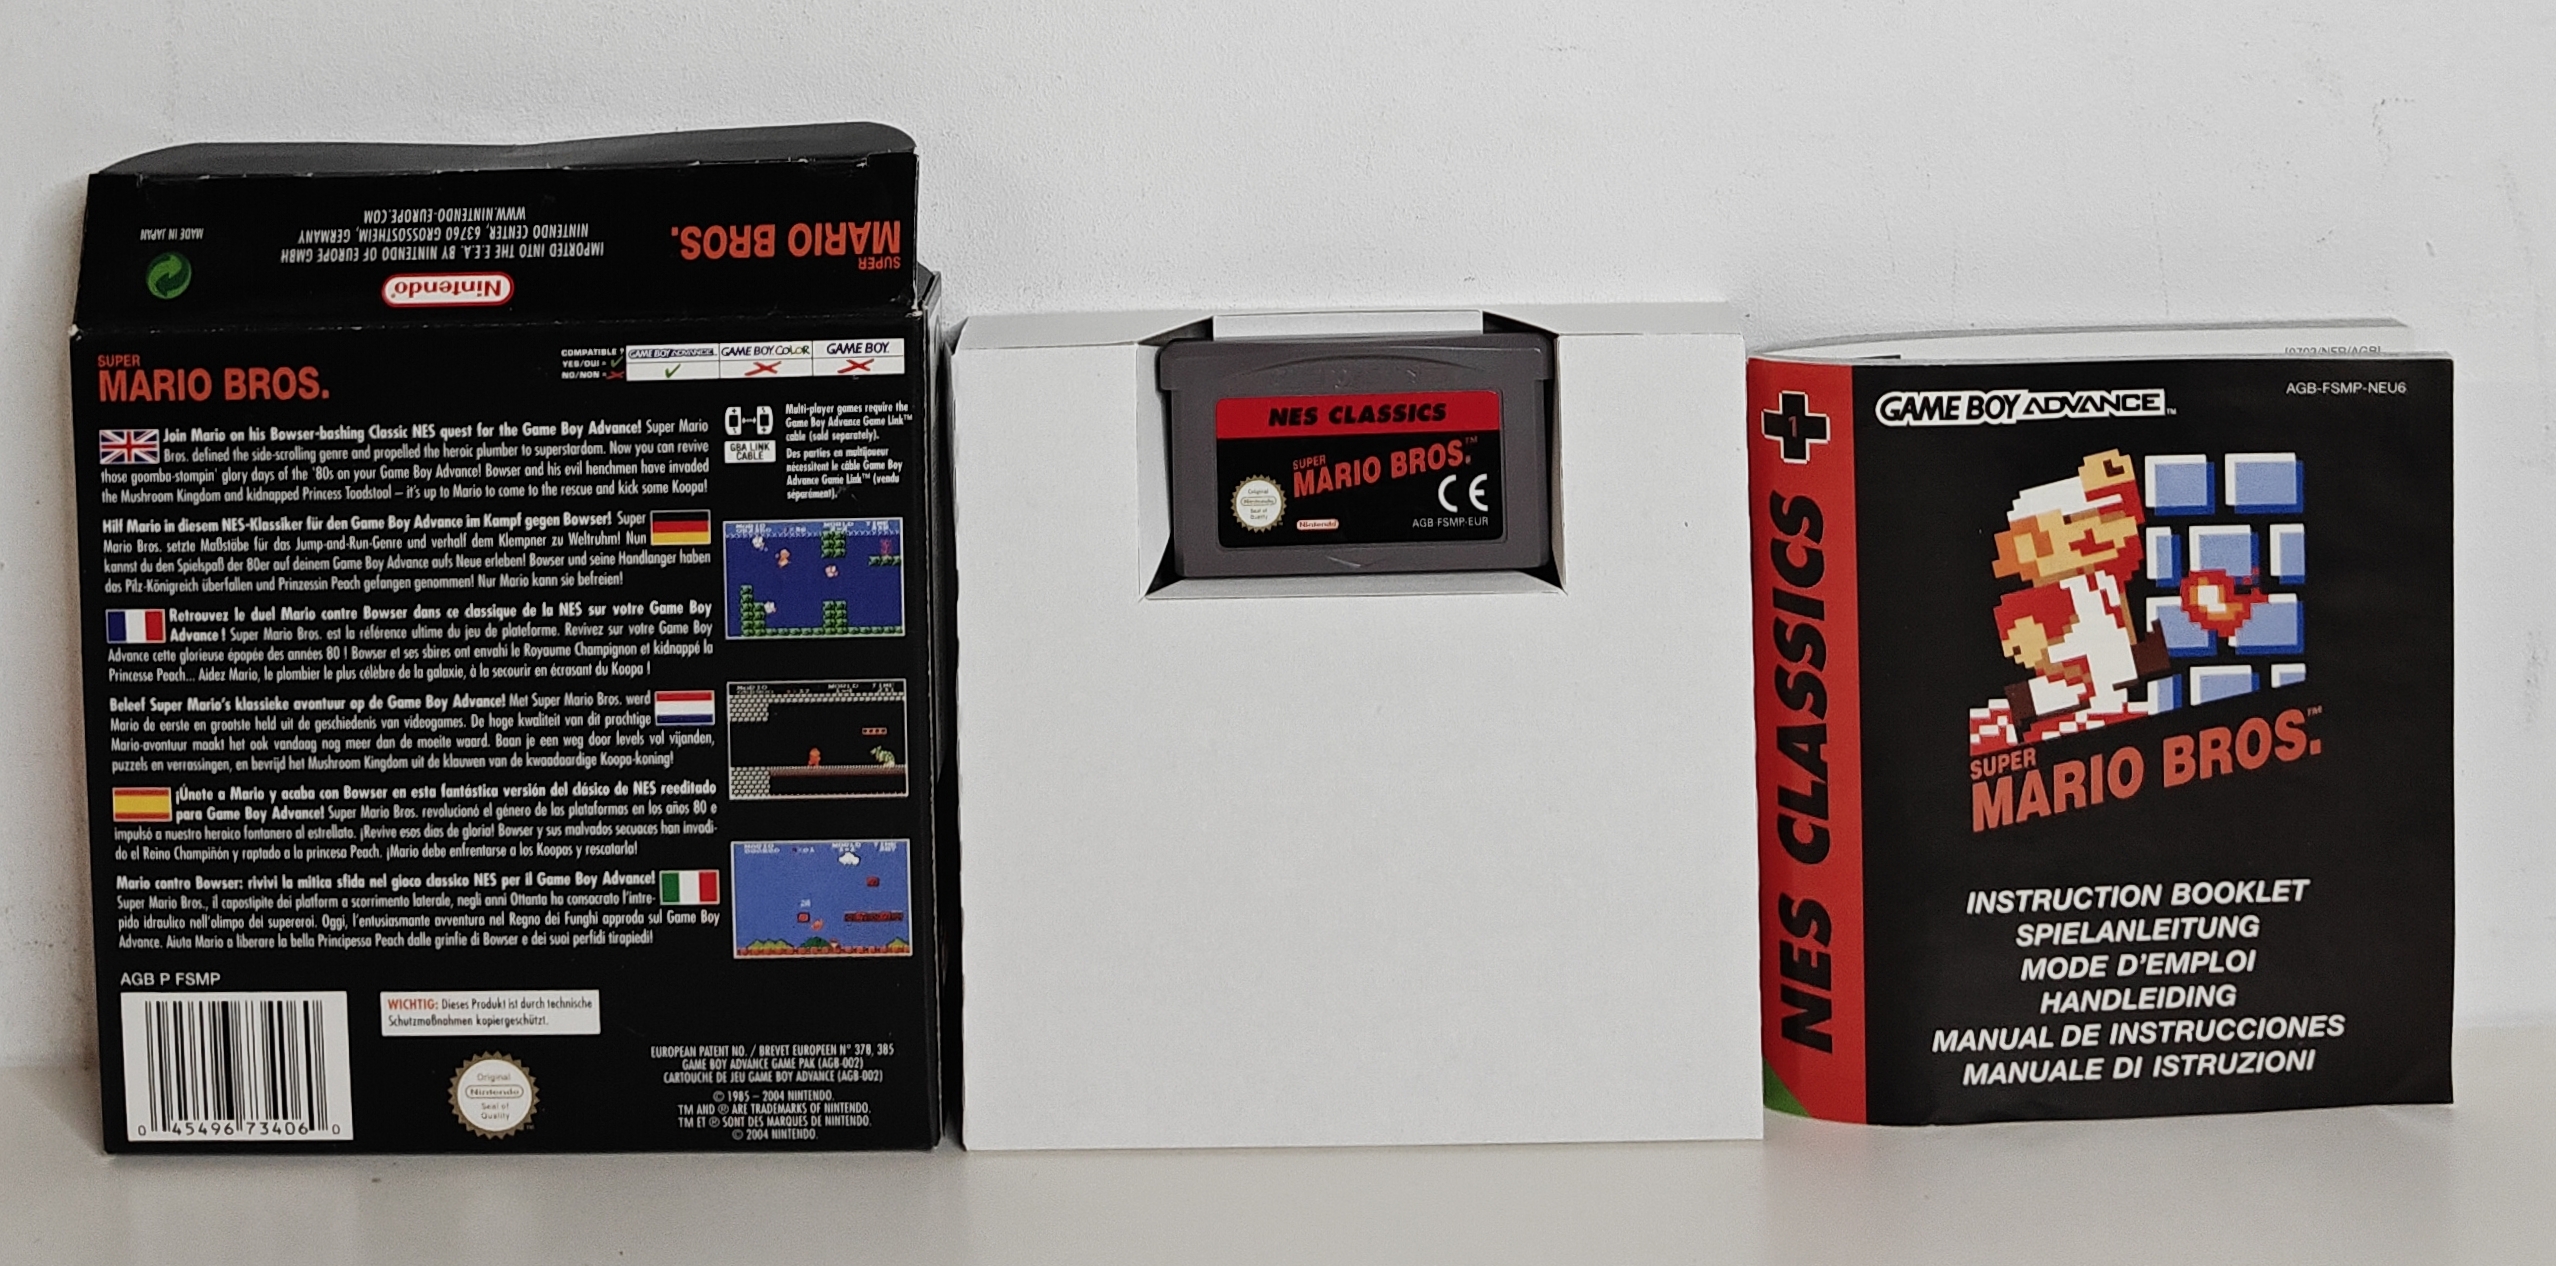 MADE IN JAPAN
IMPORTED INTO THE E.E.A. BY NINTENDO OF EUROPE GMBH
NINTENDO CENTER, 63760 GROSSOSTHEIM, GERMANY
WWW.NINTENDO-EUROPE.COM
SUPER
MARIO BROS.
Nintendo®
SUPER
MARIO BROS.
COMPATIBLE ?
YES/OUI =
NO/NON =
GAME BOY ADVANCE
GAME BOY COLOR
GAME BOY
Join Mario on his Bowser-bashing Classic NES quest for the Game Boy Advance! Super Mario
Bros. defined the side-scrolling genre and propelled the heroic plumber to superstardom. Now you can revive
those goomba-stompin' glory days of the '80s on your Game Boy Advance! Bowser and his evil henchmen have invaded
the Mushroom Kingdom and kidnapped Princess Toadstool – it's up to Mario to come to the rescue and kick some Koopa!
Hilf Mario in diesem NES-Klassiker für den Game Boy Advance im Kampf gegen Bowser! Super
Mario Bros. setzte Maßstäbe für das Jump-and-Run-Genre und verhalf dem Klempner zu Weltruhm! Nun
kannst du den Spielspaß der 80er auf deinem Game Boy Advance aufs Neue erleben! Bowser und seine Handlanger haben
das Pilz-Königreich überfallen und Prinzessin Peach gefangen genommen! Nur Mario kann sie befreien!
Retrouvez le duel Mario contre Bowser dans ce classique de la NES sur votre Game Boy
Advance ! Super Mario Bros. est la référence ultime du jeu de plateforme. Revivez sur votre Game Boy
Advance cette glorieuse épopée des années 80 ! Bowser et ses sbires ont envahi le Royaume Champignon et kidnappé la
Princesse Peach... Aidez Mario, le plombier le plus célèbre de la galaxie, à la secourir en écrasant du Koopa !
Beleef Super Mario's klassieke avontuur op de Game Boy Advance! Met Super Mario Bros. werd
Mario de eerste en grootste held uit de geschiedenis van videogames. De hoge kwaliteit van dit prachtige
Mario-avontuur maakt het ook vandaag nog meer dan de moeite waard. Baan je een weg door levels vol vijanden,
puzzels en verrassingen, en bevrijd het Mushroom Kingdom uit de klauwen van de kwaadaardige Koopa-koning!
¡Únete a Mario y acaba con Bowser en esta fantástica versión del clásico de NES reeditado
para Game Boy Advance! Super Mario Bros. revolucionó el género de las plataformas en los años 80 e
impulsó a nuestro heroico fontanero al estrellato. ¡Revive esos días de gloria! Bowser y sus malvados secuaces han invadi-
do el Reino Champiñón y raptado a la princesa Peach. ¡Mario debe enfrentarse a los Koopas y rescatarla!
Mario contro Bowser: rivivi la mitica sfida nel gioco classico NES per il Game Boy Advance!
Super Mario Bros., il capostipite dei platform a scorrimento laterale, negli anni Ottanta ha consacrato l'intre-
pido idraulico nell'olimpo dei supereroi. Oggi, l'entusiasmante avventura nel Regno dei Funghi approda sul Game Boy
Advance. Aiuta Mario a liberare la bella Principessa Peach dalle grinfie di Bowser e dei suoi perfidi tirapiedi!
GBA LINK
CABLE
Multi-player games require the
Game Boy Advance Game Link™
cable (sold separately).
Des parties en multijoueur
nécessitent le câble Game Boy
Advance Game Link™ (vendu
séparément).
AGB P FSMP
0 45496 73406 0
WICHTIG: Dieses Produkt ist durch technische
Schutzmaßnahmen kopiergeschützt.
Original
Nintendo
Seal of
Quality
EUROPEAN PATENT NO. / BREVET EUROPEEN N° 378, 385
GAME BOY ADVANCE GAME PAK (AGB-002)
CARTOUCHE DE JEU GAME BOY ADVANCE (AGB-002)
© 1985 – 2004 NINTENDO.
TM AND ® ARE TRADEMARKS OF NINTENDO.
TM ET ® SONT DES MARQUES DE NINTENDO.
© 2004 NINTENDO.
NES CLASSICS
SUPER
MARIO BROS.™
Original
Nintendo
Seal of
Quality
Nintendo
CE
AGB FSMP-EUR
1
NES CLASSICS
GAME BOY ADVANCE™
AGB-FSMP-NEU6
SUPER
MARIO BROS.™
INSTRUCTION BOOKLET
SPIELANLEITUNG
MODE D'EMPLOI
HANDLEIDING
MANUAL DE INSTRUCCIONES
MANUALE DI ISTRUZIONI